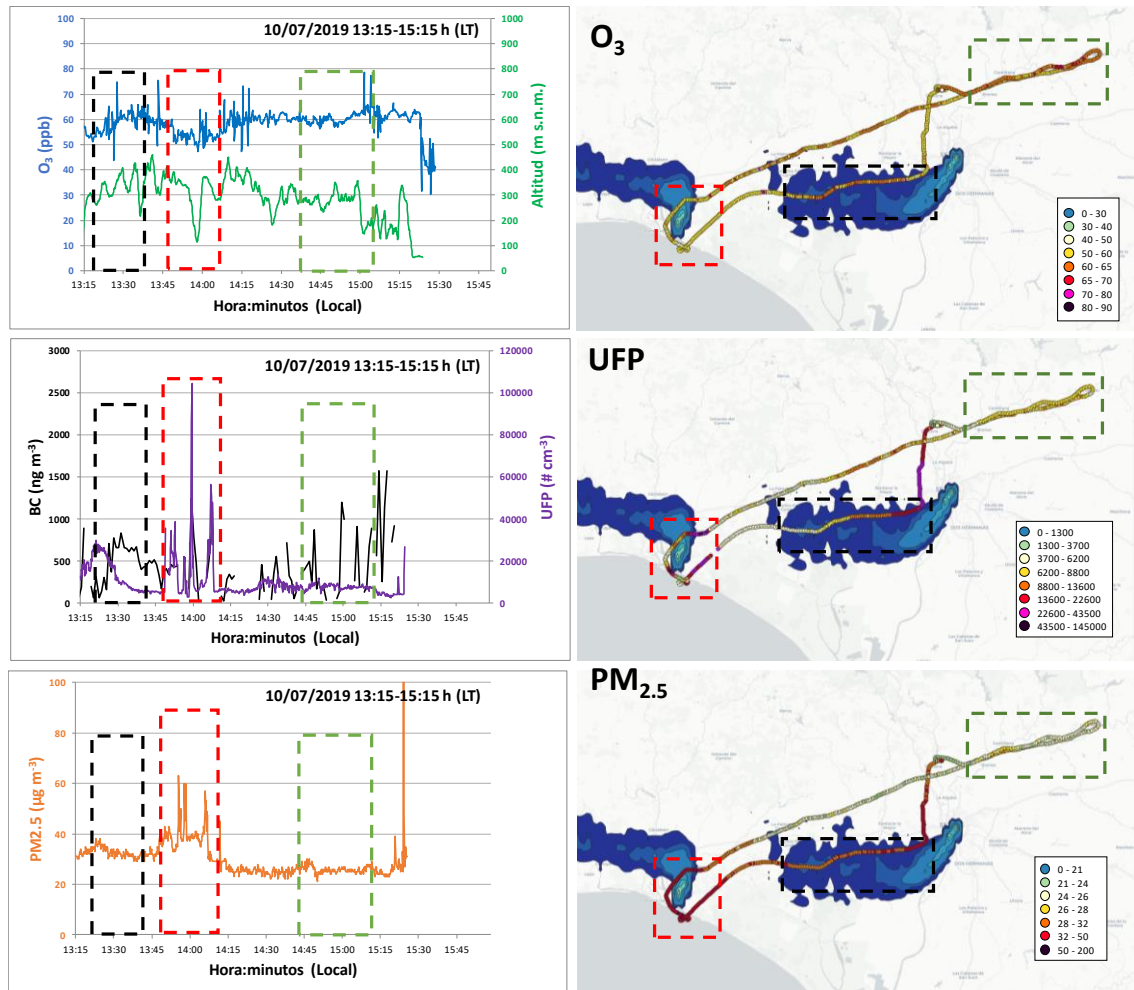 10/07/2019 13:15-15:15 h (LT)
O3 (ppb)
100
90
80
70
60
50
40
30
20
10
0
1000
900
800
700
600
500
400
300
200
100
0
Altitud (m s.n.m.)
13:15 13:30 13:45 14:00 14:15 14:30 14:45 15:00 15:15 15:30 15:45
Hora:minutos (Local)
O3
0 - 30
30 - 40
40 - 50
50 - 60
60 - 65
65 - 70
70 - 80
80 - 90
10/07/2019 13:15-15:15 h (LT)
BC (ng m-3)
3000
2500
2000
1500
1000
500
0
120000
100000
80000
60000
40000
20000
0
UFP (# cm-3)
13:15 13:30 13:45 14:00 14:15 14:30 14:45 15:00 15:15 15:30 15:45
Hora:minutos (Local)
UFP
0 - 1300
1300 - 3700
3700 - 6200
6200 - 8800
8800 - 13600
13600 - 22600
22600 - 43500
43500 - 145000
10/07/2019 13:15-15:15 h (LT)
PM2.5 (µg m-3)
100
80
60
40
20
0
13:15 13:30 13:45 14:00 14:15 14:30 14:45 15:00 15:15 15:30 15:45
Hora:minutos (Local)
PM2.5
0 - 21
21 - 24
24 - 26
26 - 28
28 - 32
32 - 50
50 - 200